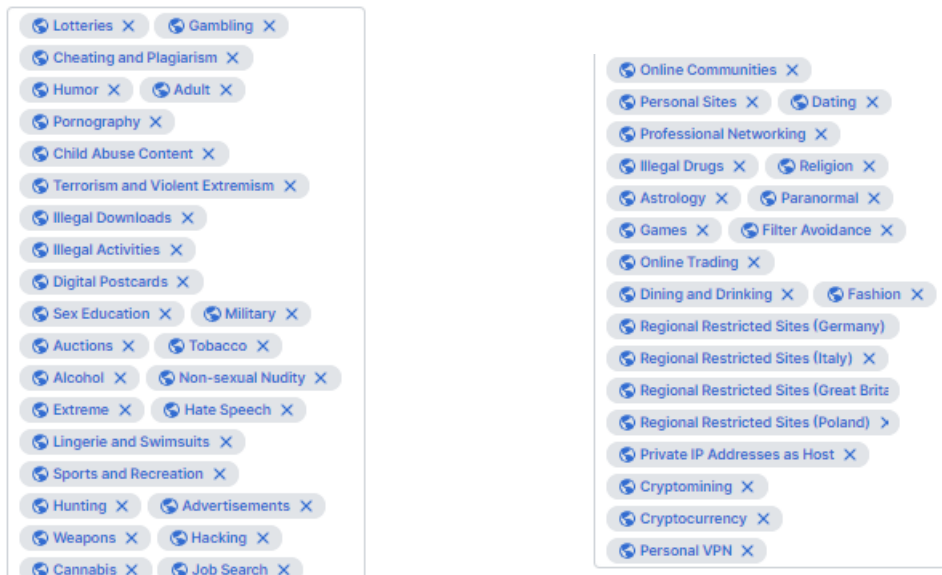 Lotteries Gambling
Cheating and Plagiarism
Humor Adult
Pornography
Child Abuse Content
Terrorism and Violent Extremism
Illegal Downloads
Illegal Activities
Digital Postcards
Sex Education Military
Auctions Tobacco
Alcohol Non-sexual Nudity
Extreme Hate Speech
Lingerie and Swimsuits
Sports and Recreation
Hunting Advertisements
Weapons Hacking
Cannabis Job Search
Online Communities
Personal Sites Dating
Professional Networking
Illegal Drugs Religion
Astrology Paranormal
Games Filter Avoidance
Online Trading
Dining and Drinking Fashion
Regional Restricted Sites (Germany)
Regional Restricted Sites (Italy)
Regional Restricted Sites (Great Brita
Regional Restricted Sites (Poland)
Private IP Addresses as Host
Cryptomining
Cryptocurrency
Personal VPN